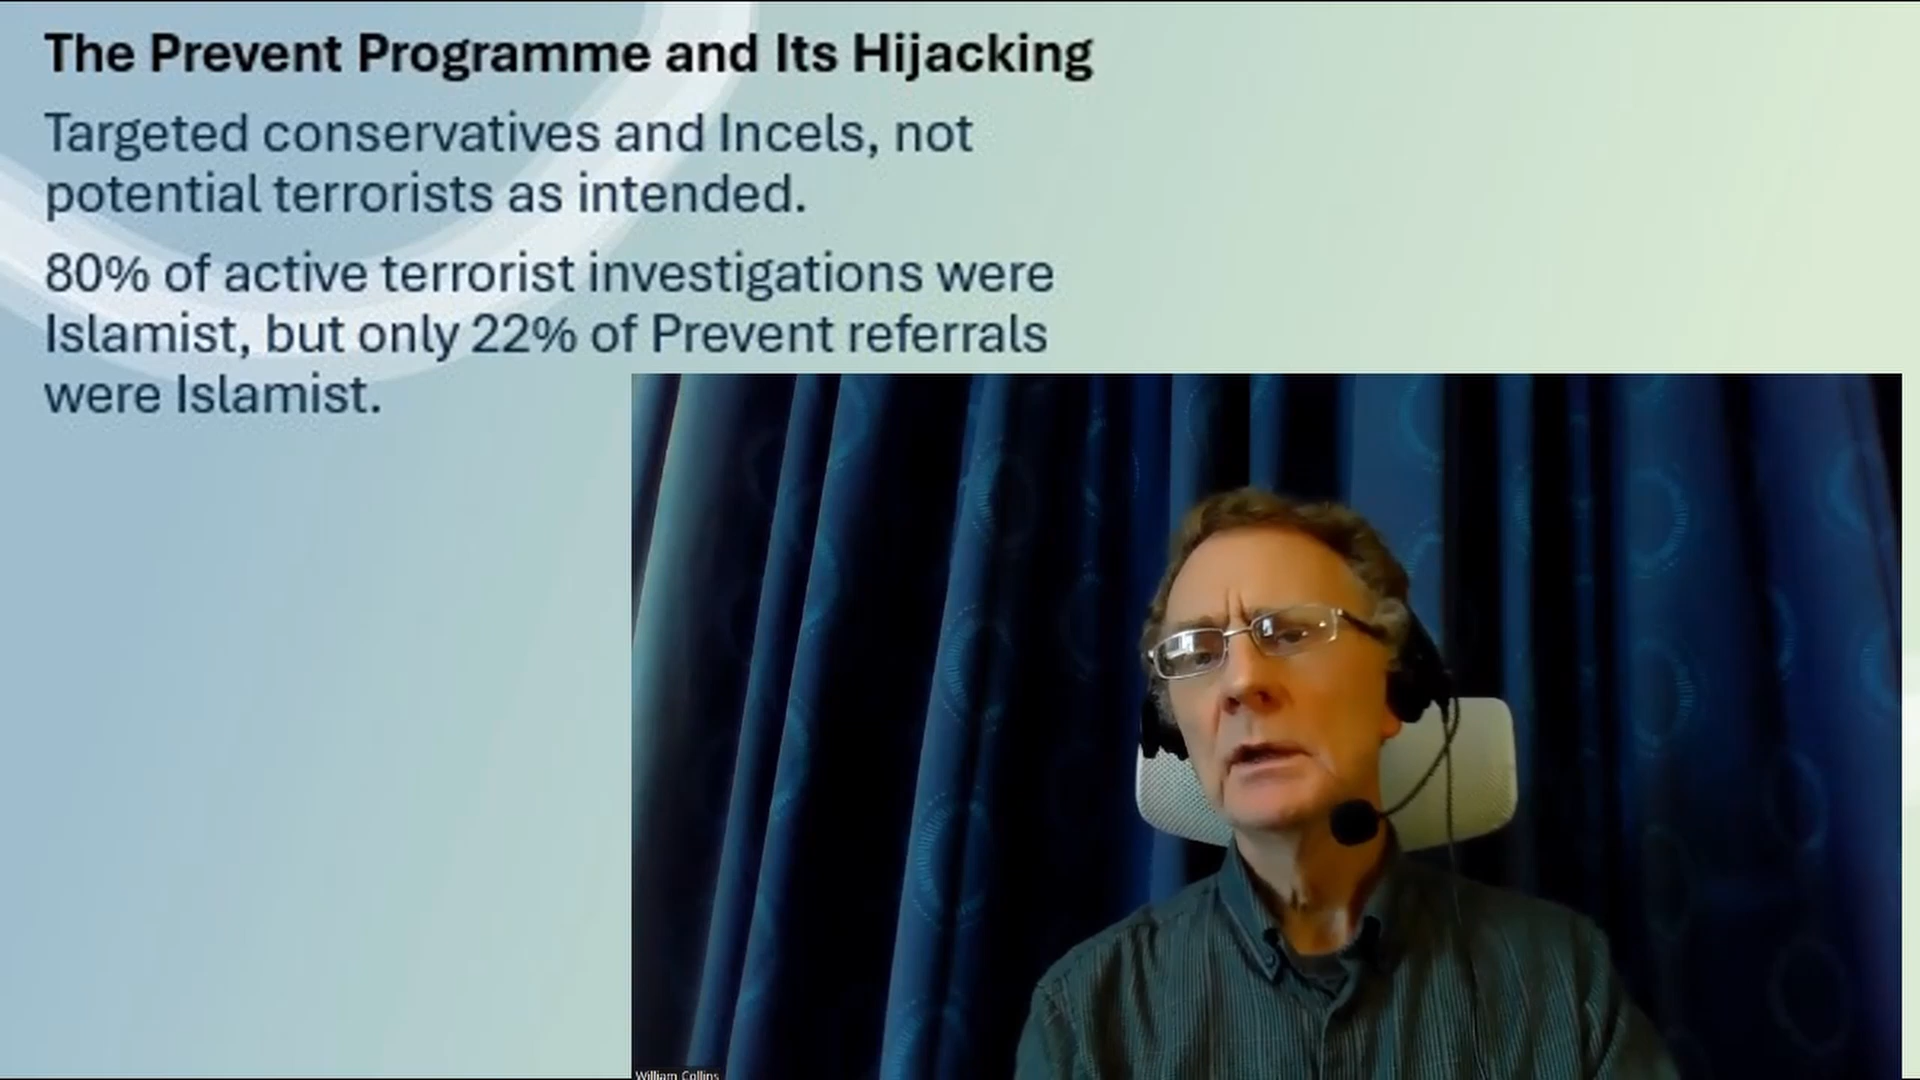 The Prevent Programme and Its Hijacking
Targeted conservatives and Incels, not
potential terrorists as intended.
80% of active terrorist investigations were
Islamist, but only 22% of Prevent referrals
were Islamist.
William Collins